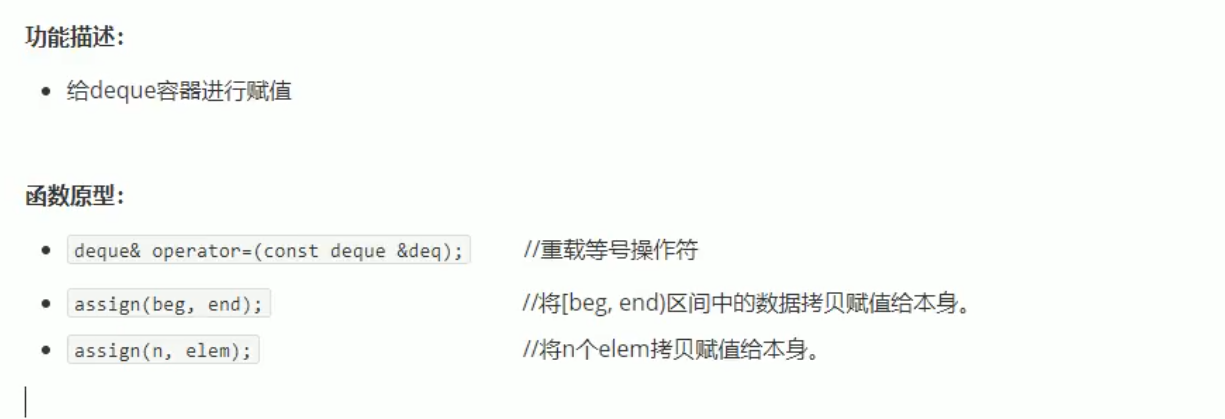 功能描述：
• 给deque容器进行赋值
函数原型：
• deque& operator=(const deque &deq); //重载等号操作符
• assign(beg, end); //将[beg, end)区间中的数据拷贝赋值给本身。
• assign(n, elem); //将n个elem拷贝赋值给本身。